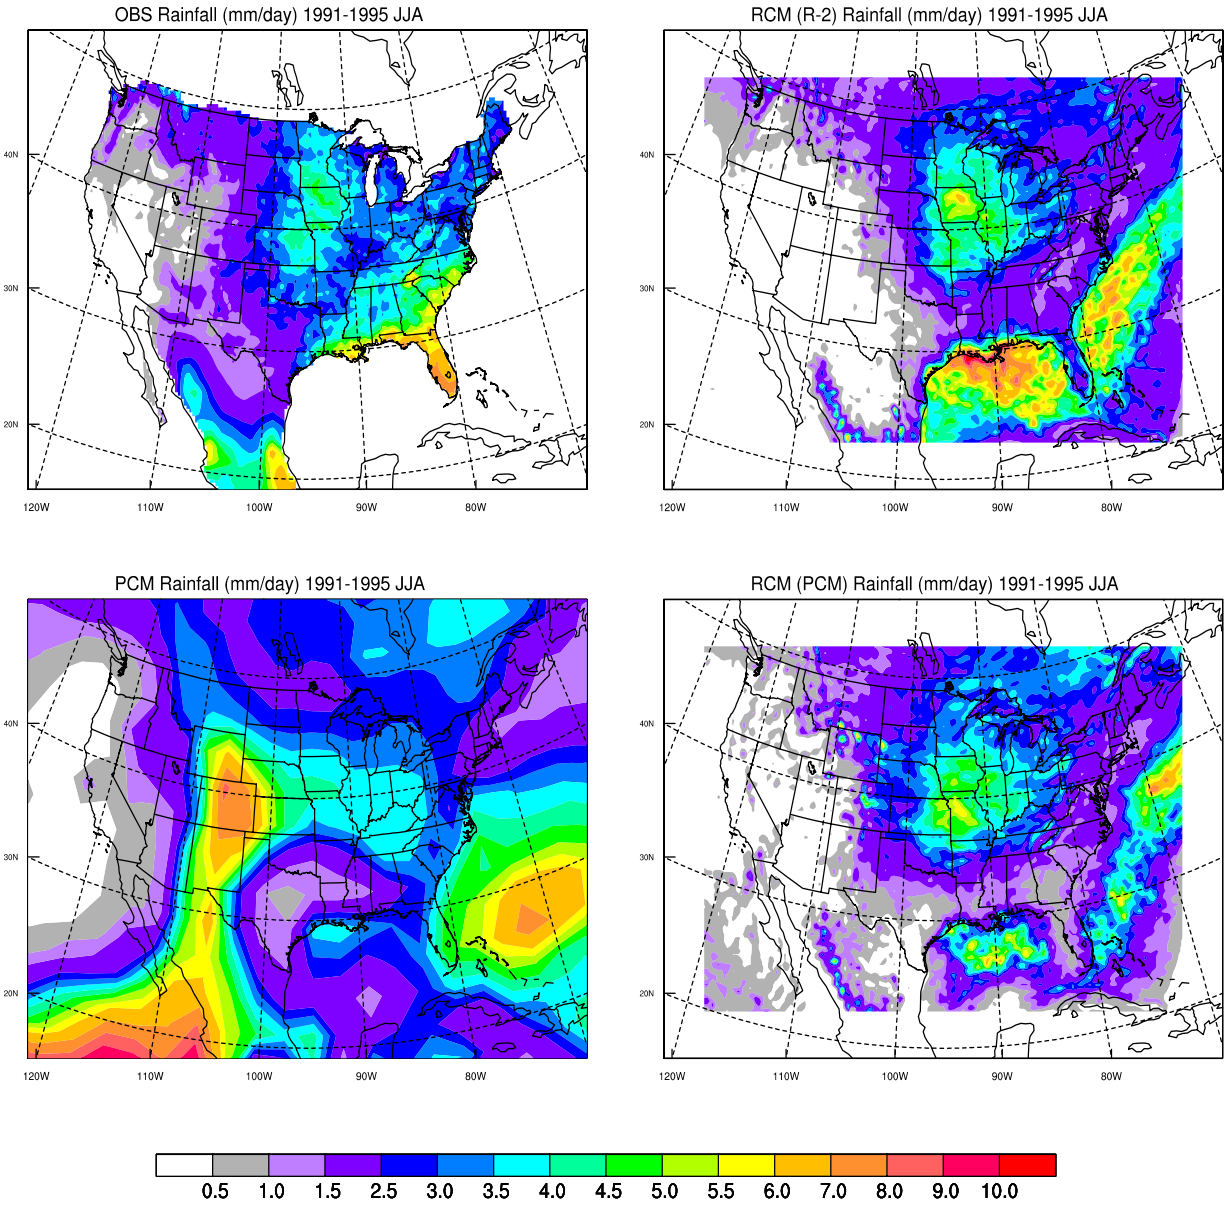 OBS Rainfall (mm/day) 1991-1995 JJA
40N
30N
20N
120W 110W 100W 90W 80W
RCM (R-2) Rainfall (mm/day) 1991-1995 JJA
40N
30N
20N
120W 110W 100W 90W 80W
PCM Rainfall (mm/day) 1991-1995 JJA
40N
30N
20N
120W 110W 100W 90W 80W
RCM (PCM) Rainfall (mm/day) 1991-1995 JJA
40N
30N
20N
120W 110W 100W 90W 80W
0.5 1.0 1.5 2.5 3.0 3.5 4.0 4.5 5.0 5.5 6.0 7.0 8.0 9.0 10.0